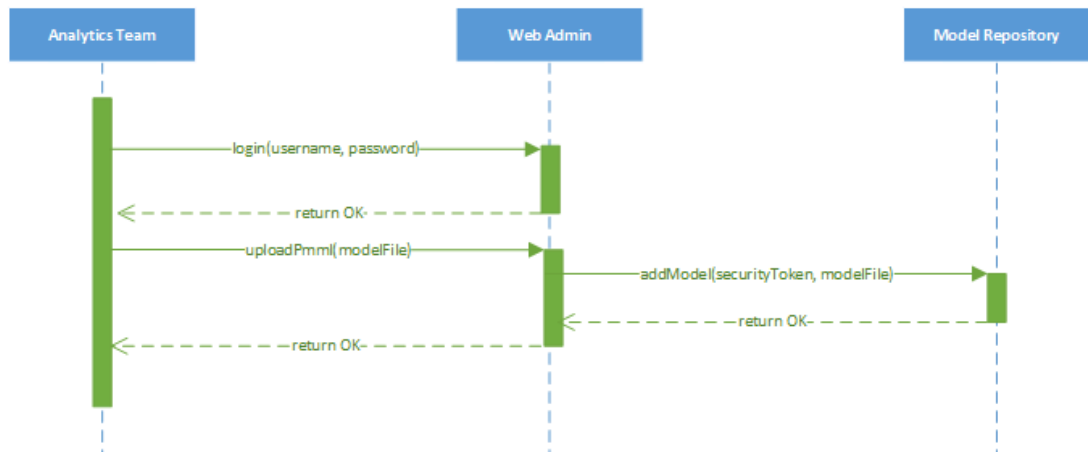 Analytics Team
Web Admin
Model Repository
login(username, password)
return OK
uploadPmml(modelFile)
addModel(securityToken, modelFile)
return OK
return OK